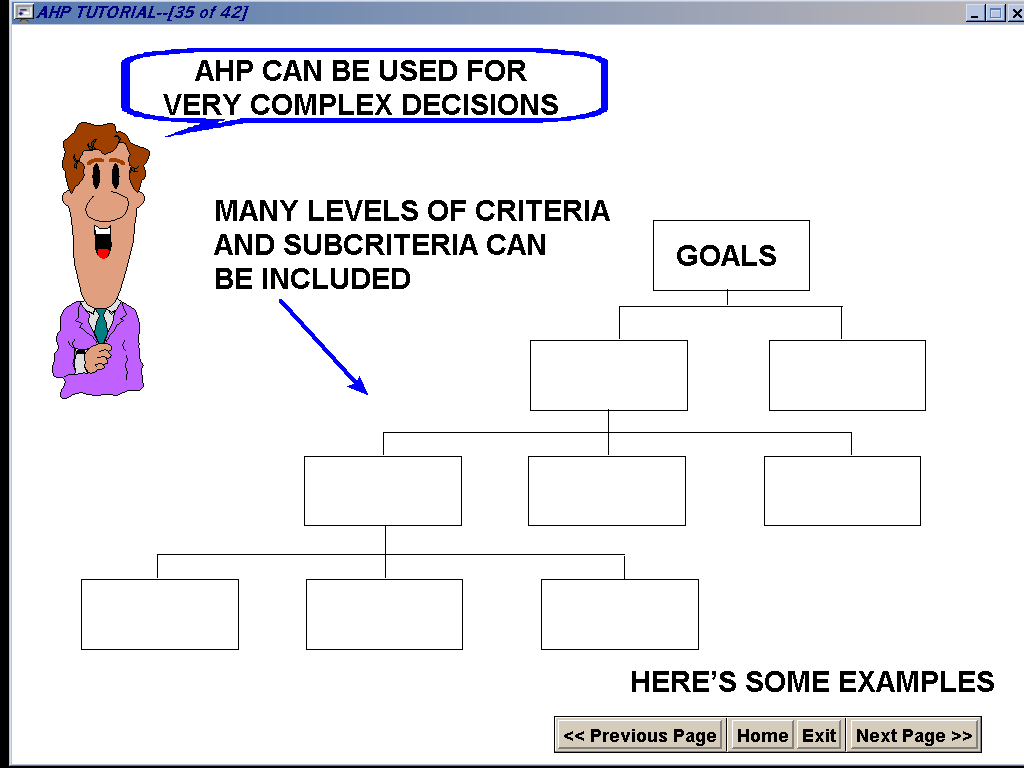 AHP TUTORIAL--[35 of 42]
AHP CAN BE USED FOR
VERY COMPLEX DECISIONS
MANY LEVELS OF CRITERIA
AND SUBCRITERIA CAN
BE INCLUDED
GOALS
HERE’S SOME EXAMPLES
<< Previous Page Home Exit Next Page >>